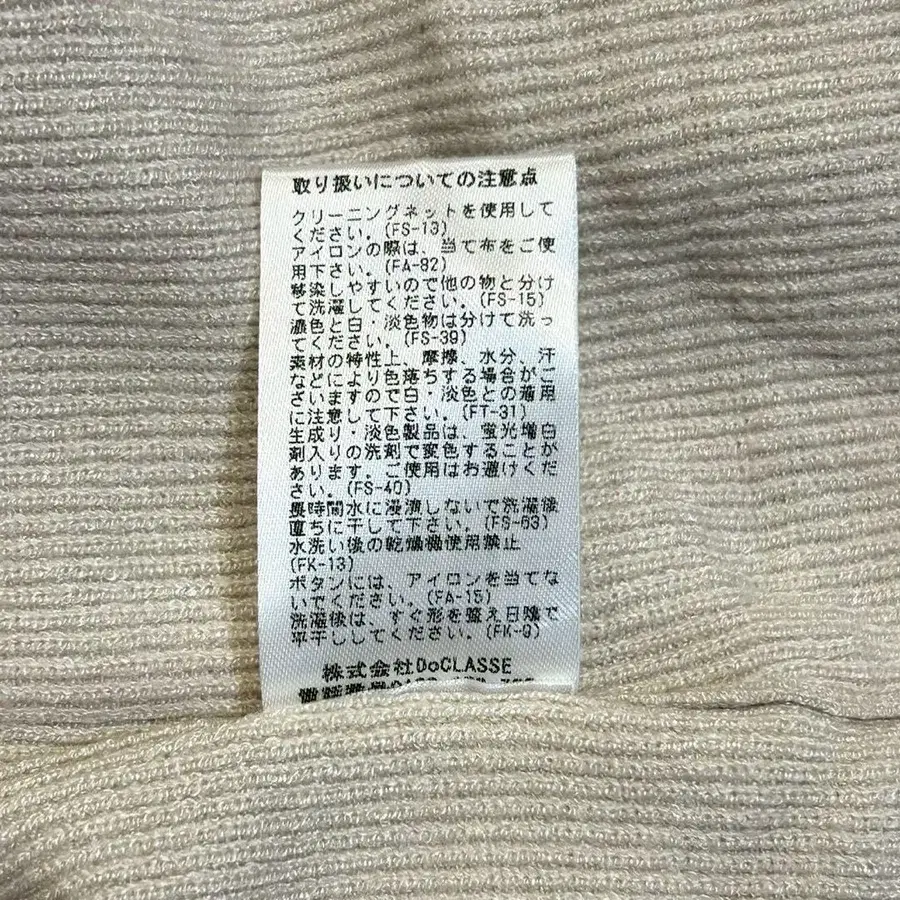 取り扱いについての注意点
クリーニングネットを使用して
ください。(FS-13)
アイロンの際は、当て布をご使
用下さい。(FA-82)
移染しやすいので他の物と分け
て洗濯してください。(FS-15)
濃色と白・淡色物は分けて洗っ
てください。(FS-39)
素材の特性上、摩擦、水分、汗
などにより色落ちする場合がご
ざいますので白・淡色との着用
に注意して下さい。(FT-31)
生成り・淡色製品は、蛍光増白
剤入りの洗剤で変色することが
あります。ご使用はお避けくだ
さい。(FS-40)
長時間水に浸漬しないで洗濯後
直ちに干して下さい。(FS-63)
水洗い後の乾燥機使用禁止
(FK-13)
ボタンには、アイロンを当てな
いでください。(FA-15)
洗濯後は、すぐ形を整え日陰で
平干ししてください。(FK-9)
株式会社DoCLASSE